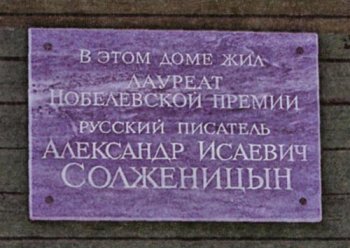 В ЭТОМ ДОМЕ ЖИЛ
ЛАУРЕАТ
НОБЕЛЕВСКОЙ ПРЕМИИ
РУССКИЙ ПИСАТЕЛЬ
АЛЕКСАНДР ИСАЕВИЧ
СОЛЖЕНИЦЫН